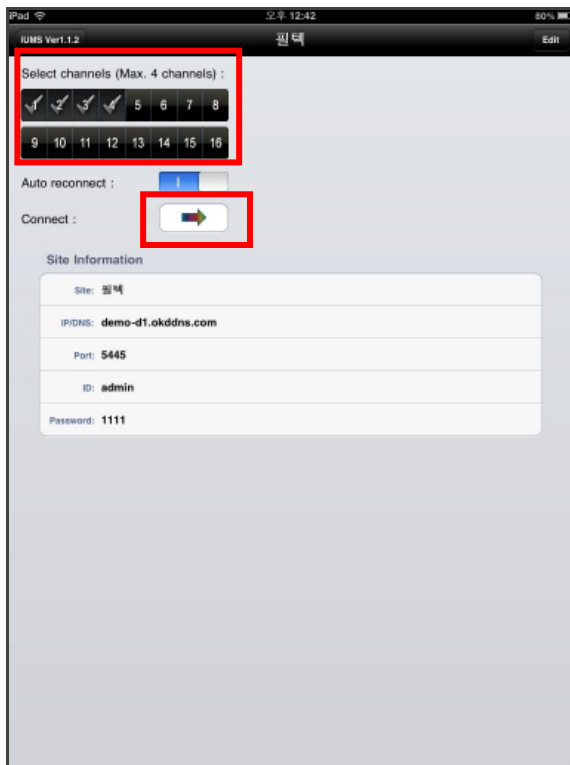 iPad 오후 12:42 80%
iUMS Ver1.1.2 필텍 Edit
Select channels (Max. 4 channels) :
1 2 3 4 5 6 7 8
9 10 11 12 13 14 15 16
Auto reconnect :
Connect :
Site Information
Site: 필텍
IP/DNS: demo-d1.okddns.com
Port: 5445
ID: admin
Password: 1111